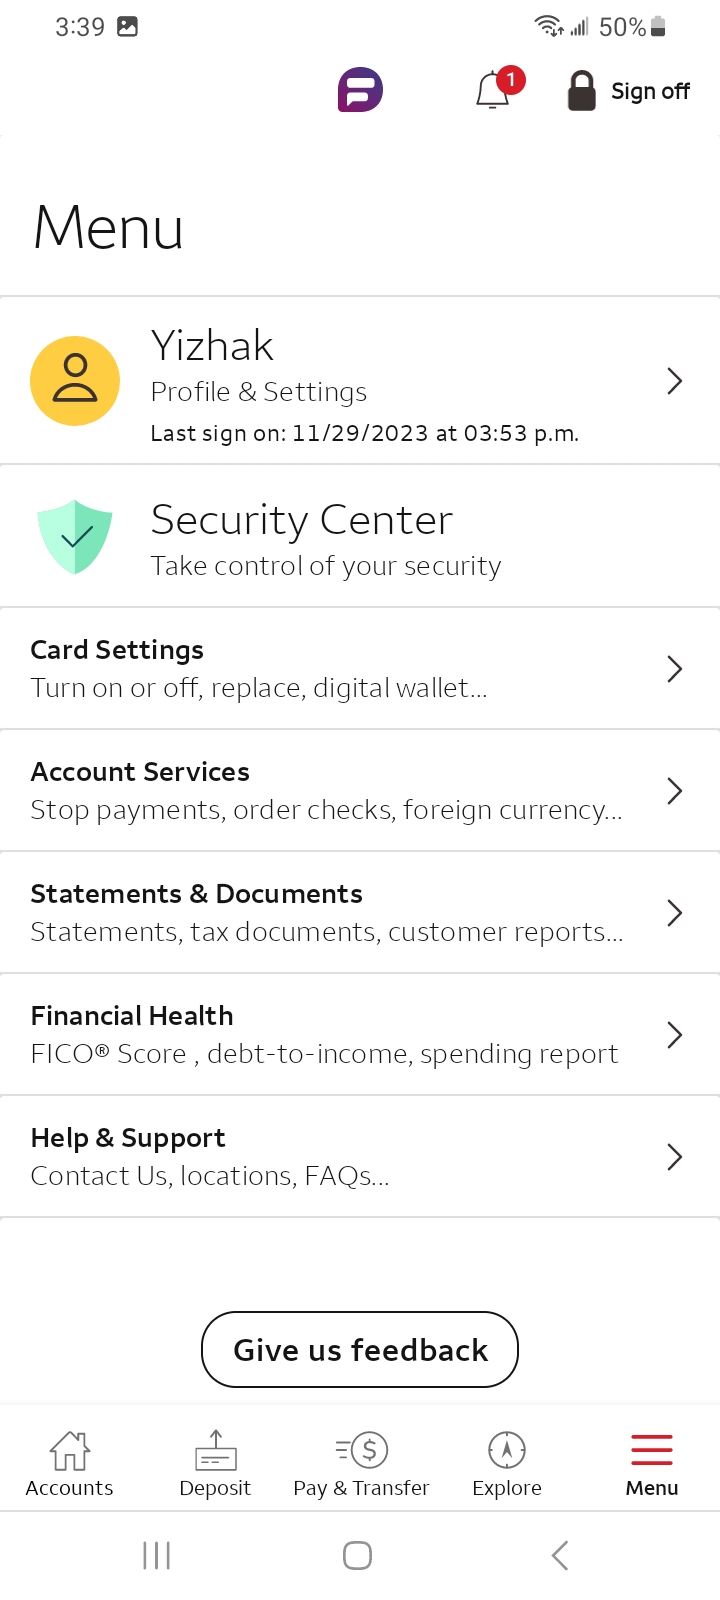 3:39
50%
1
Sign off
Menu
Yizhak
Profile & Settings
Last sign on: 11/29/2023 at 03:53 p.m.
Security Center
Take control of your security
Card Settings
Turn on or off, replace, digital wallet...
Account Services
Stop payments, order checks, foreign currency...
Statements & Documents
Statements, tax documents, customer reports...
Financial Health
FICO® Score , debt-to-income, spending report
Help & Support
Contact Us, locations, FAQs...
Give us feedback
Accounts
Deposit
Pay & Transfer
Explore
Menu